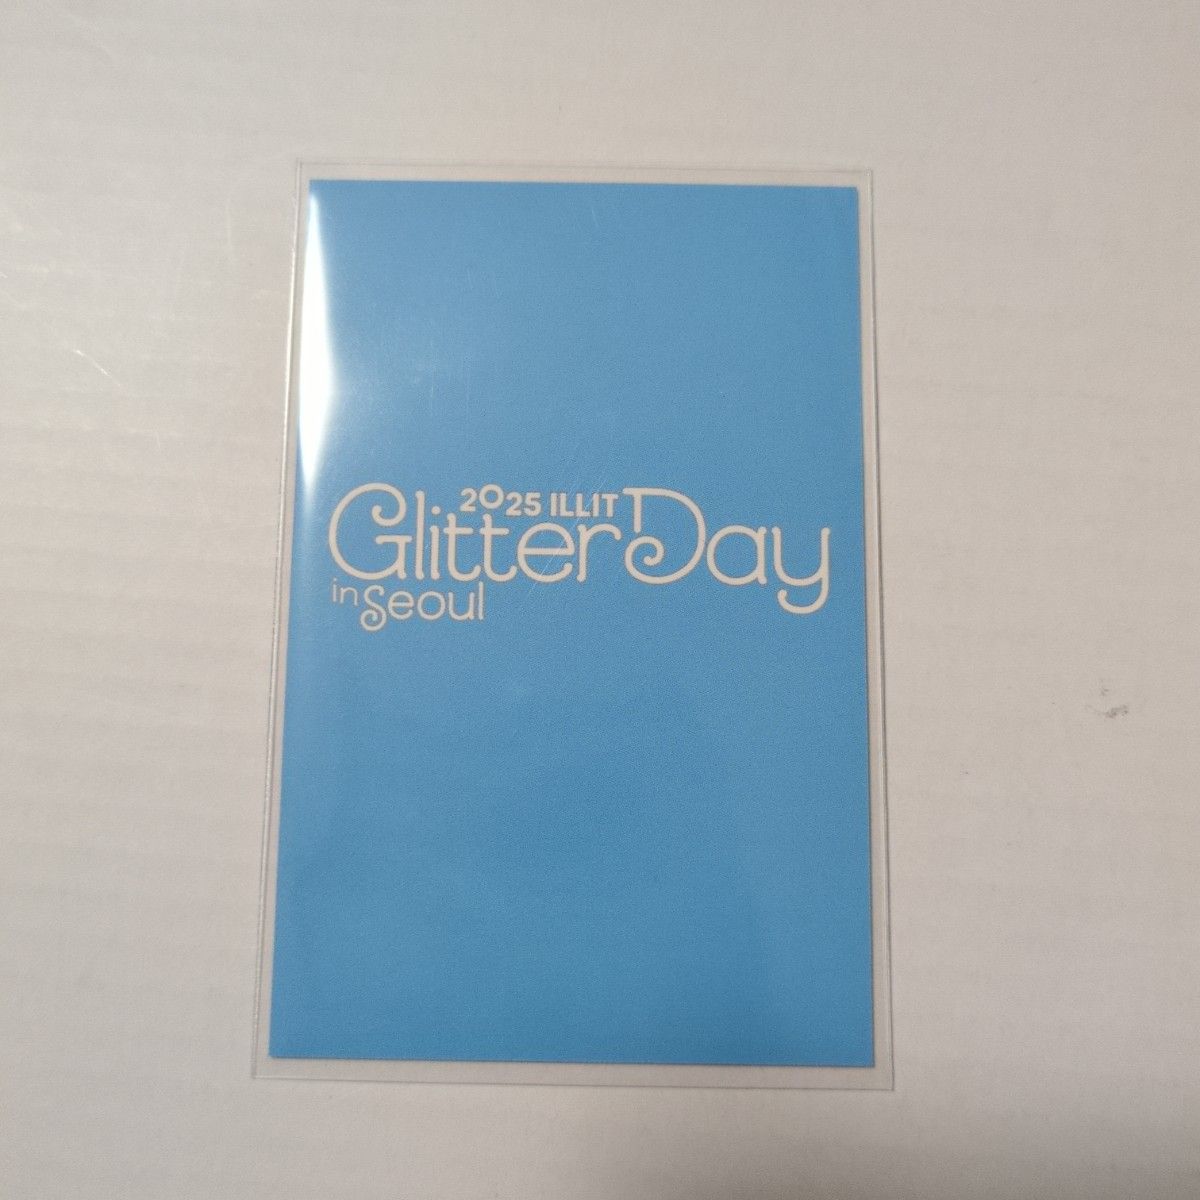 2025 ILLIT
Glitter Day
in Seoul